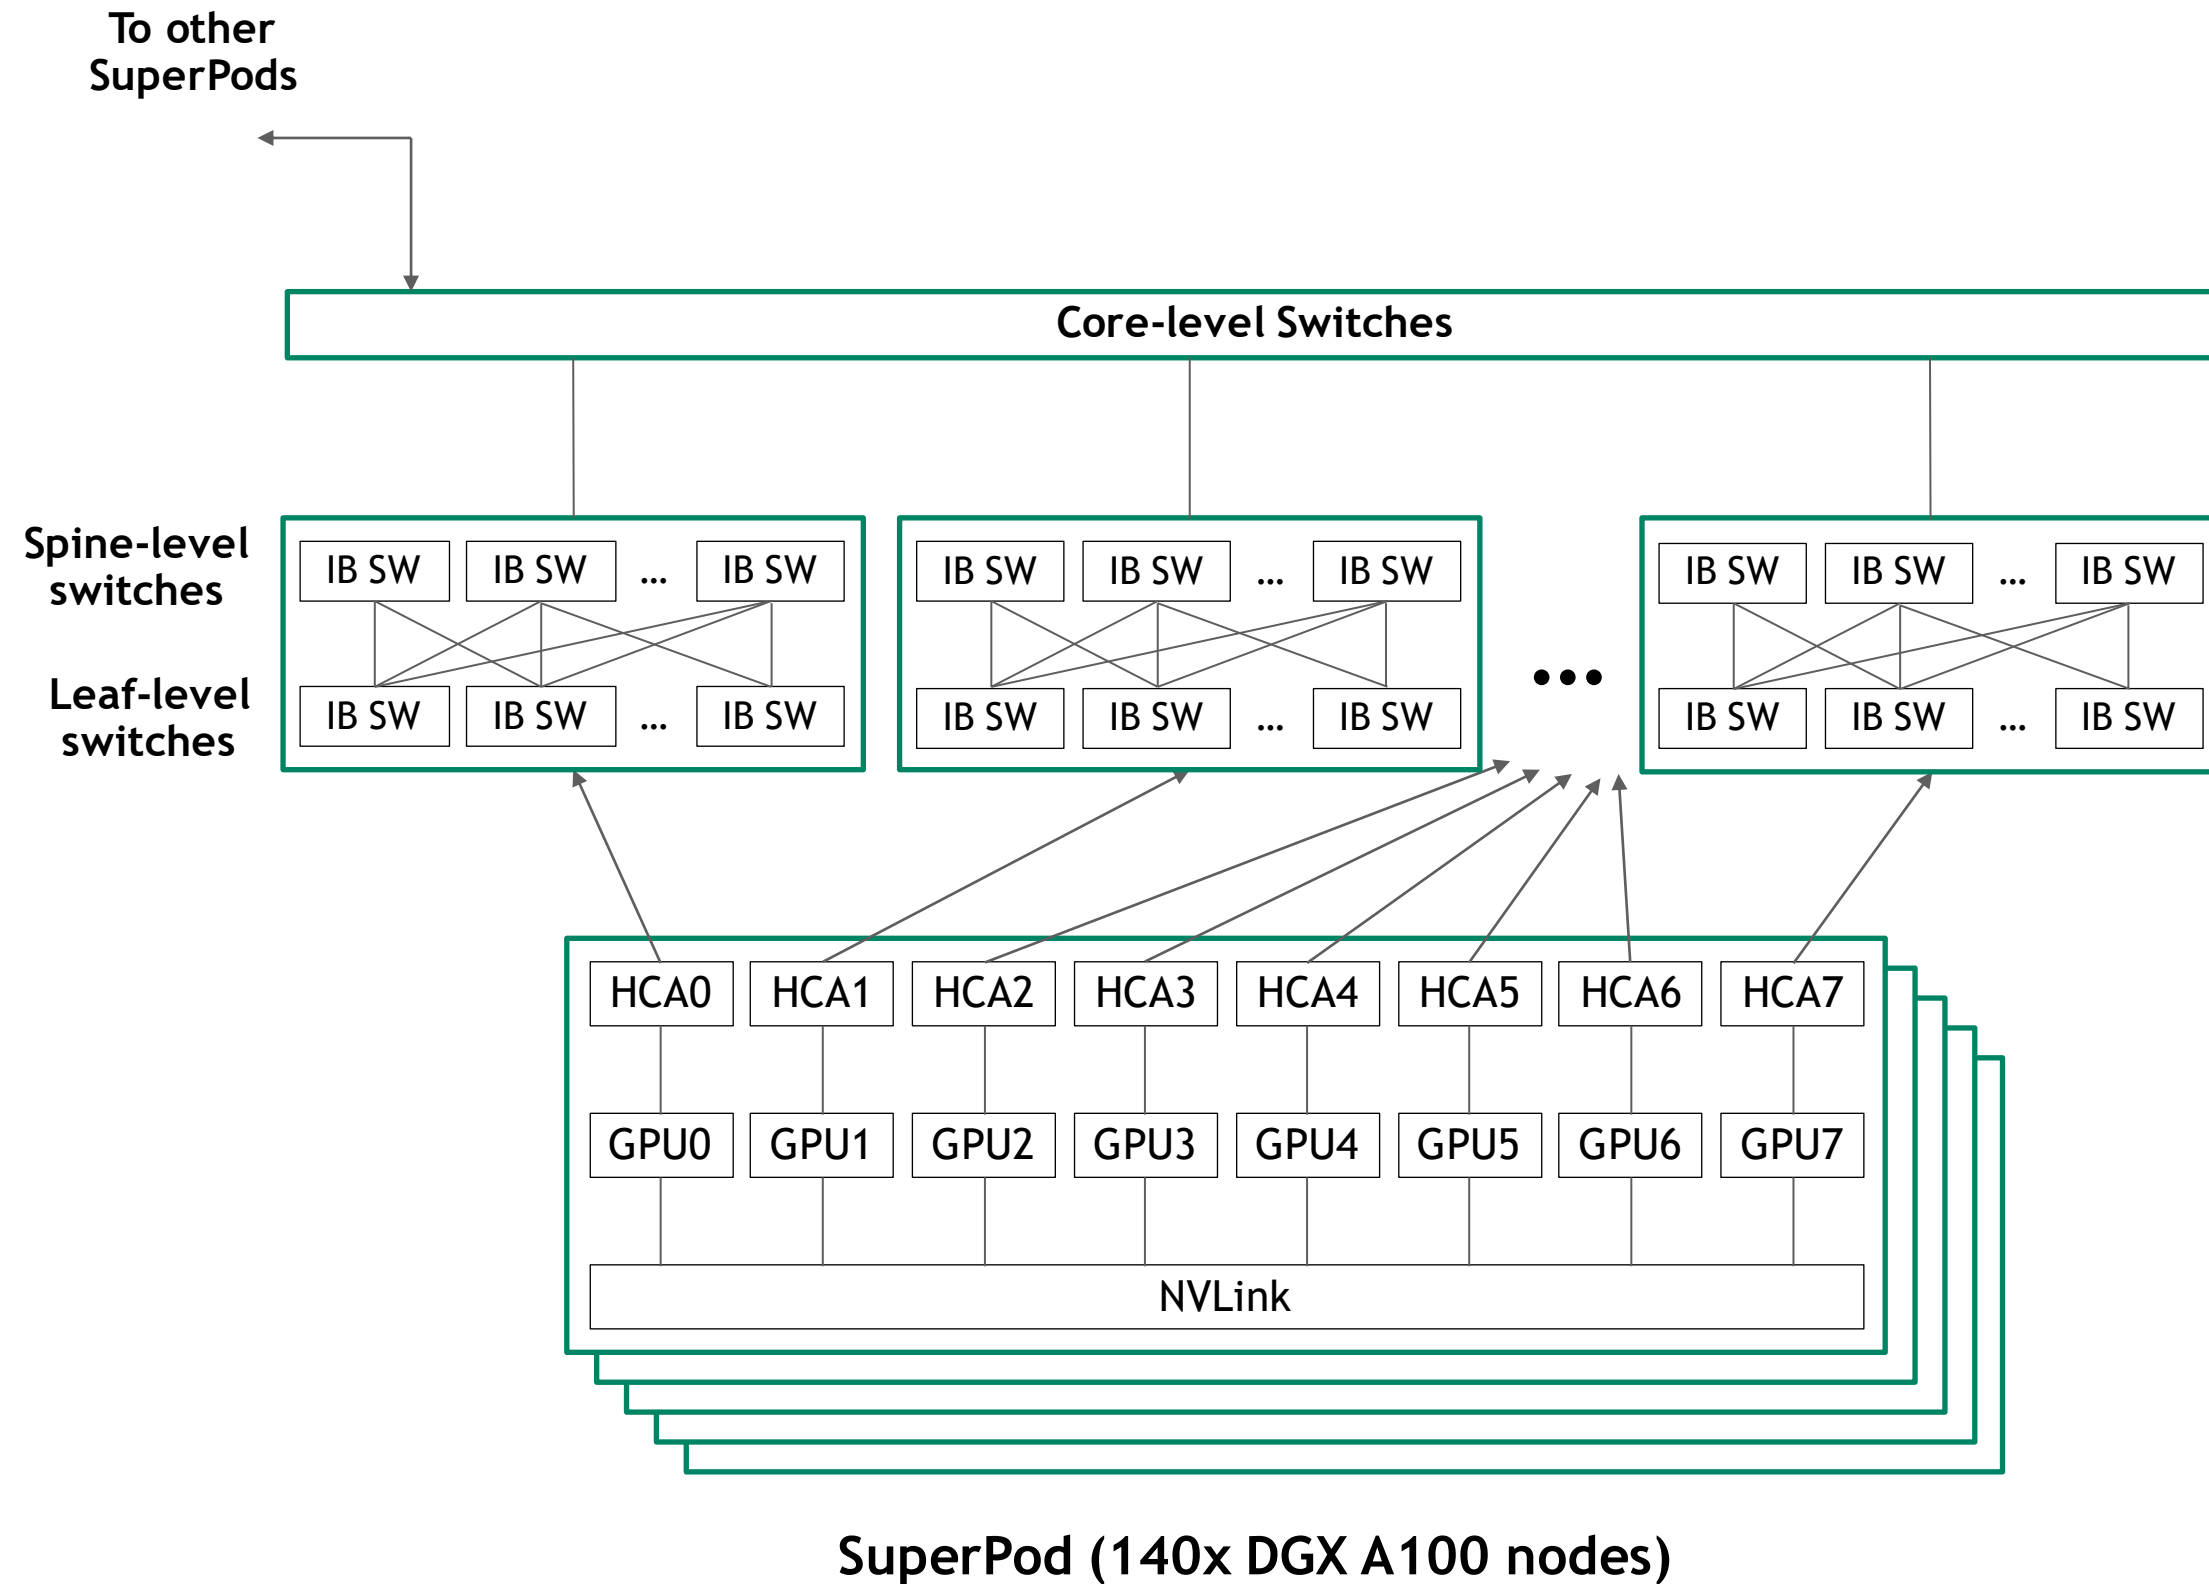 To other
SuperPods
Core-level Switches
Spine-level
switches
IB SW IB SW ... IB SW IB SW IB SW ... IB SW IB SW IB SW ... IB SW
Leaf-level
switches
IB SW IB SW ... IB SW IB SW IB SW ... IB SW IB SW IB SW ... IB SW
...
HCA0 HCA1 HCA2 HCA3 HCA4 HCA5 HCA6 HCA7
GPU0 GPU1 GPU2 GPU3 GPU4 GPU5 GPU6 GPU7
NVLink
SuperPod (140x DGX A100 nodes)